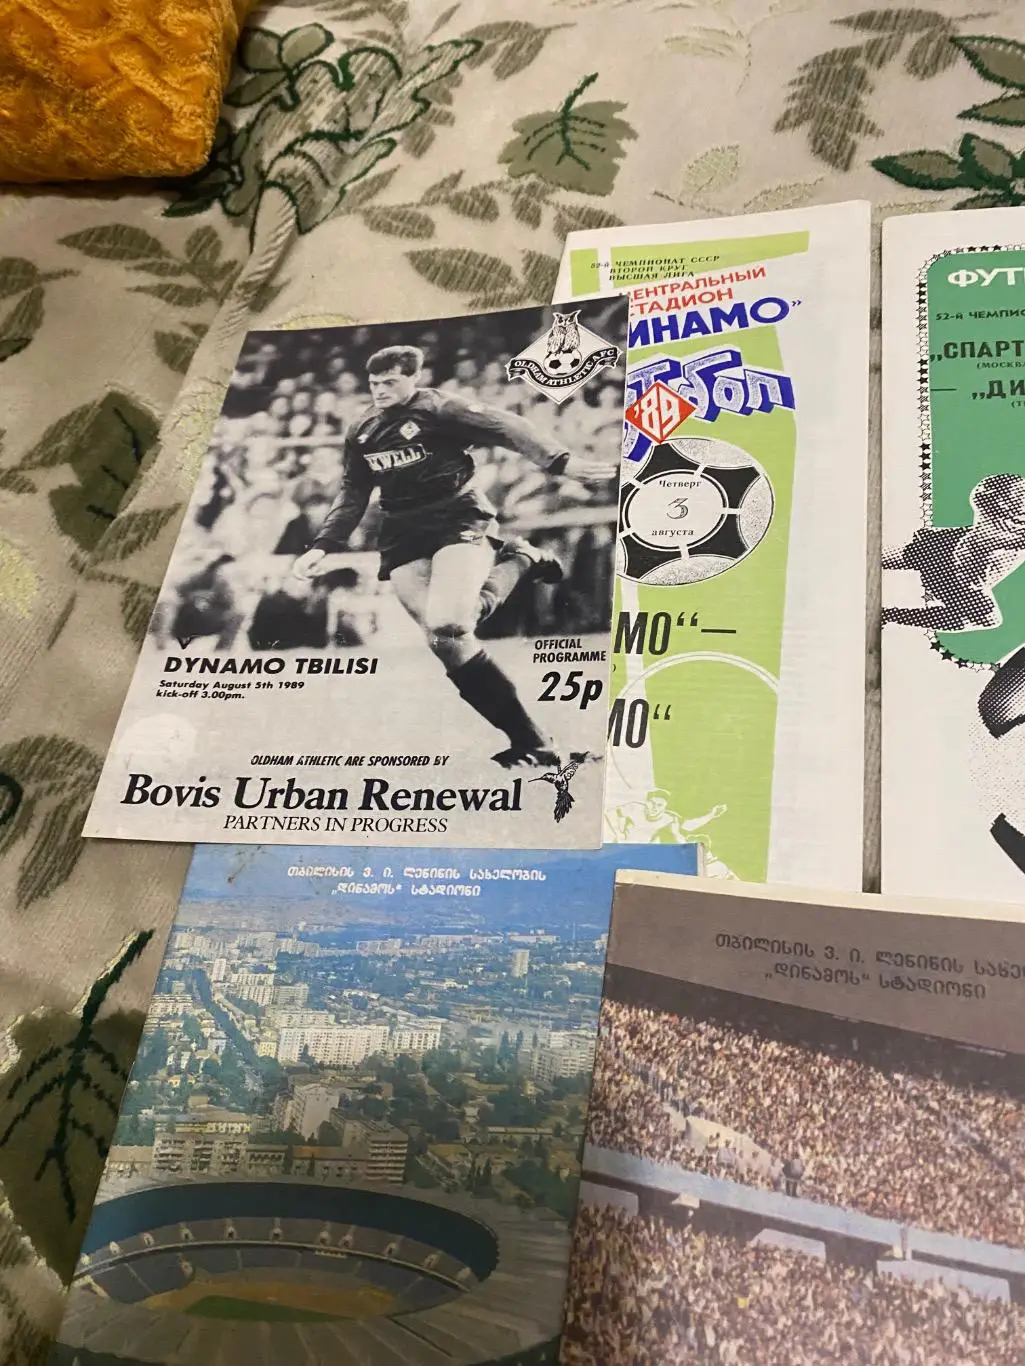 OLDHAM ATHLETIC A.F.C
V
DYNAMO TBILISI
Saturday August 5th 1989
kick-off 3.00pm.
OFFICIAL
PROGRAMME
25p
OLDHAM ATHLETIC ARE SPONSORED BY
Bovis Urban Renewal
PARTNERS IN PROGRESS
52-й ЧЕМПИОНАТ СССР
ВТОРОЙ КРУГ
ВЫСШАЯ ЛИГА
ЦЕНТРАЛЬНЫЙ
СТАДИОН
ИНАМО"
'89
Четверг
3
августа
МО“—
МО“
ФУТ
52-й ЧЕМПИО
„СПАРТ
(МОСКВА
— „ДИ
თბილისის ვ. ი. ლენინის სახელობის
„დინამოს“ სტადიონი
თბილისის ვ. ი. ლენინის სახე
„დინამოს“ სტადიონი